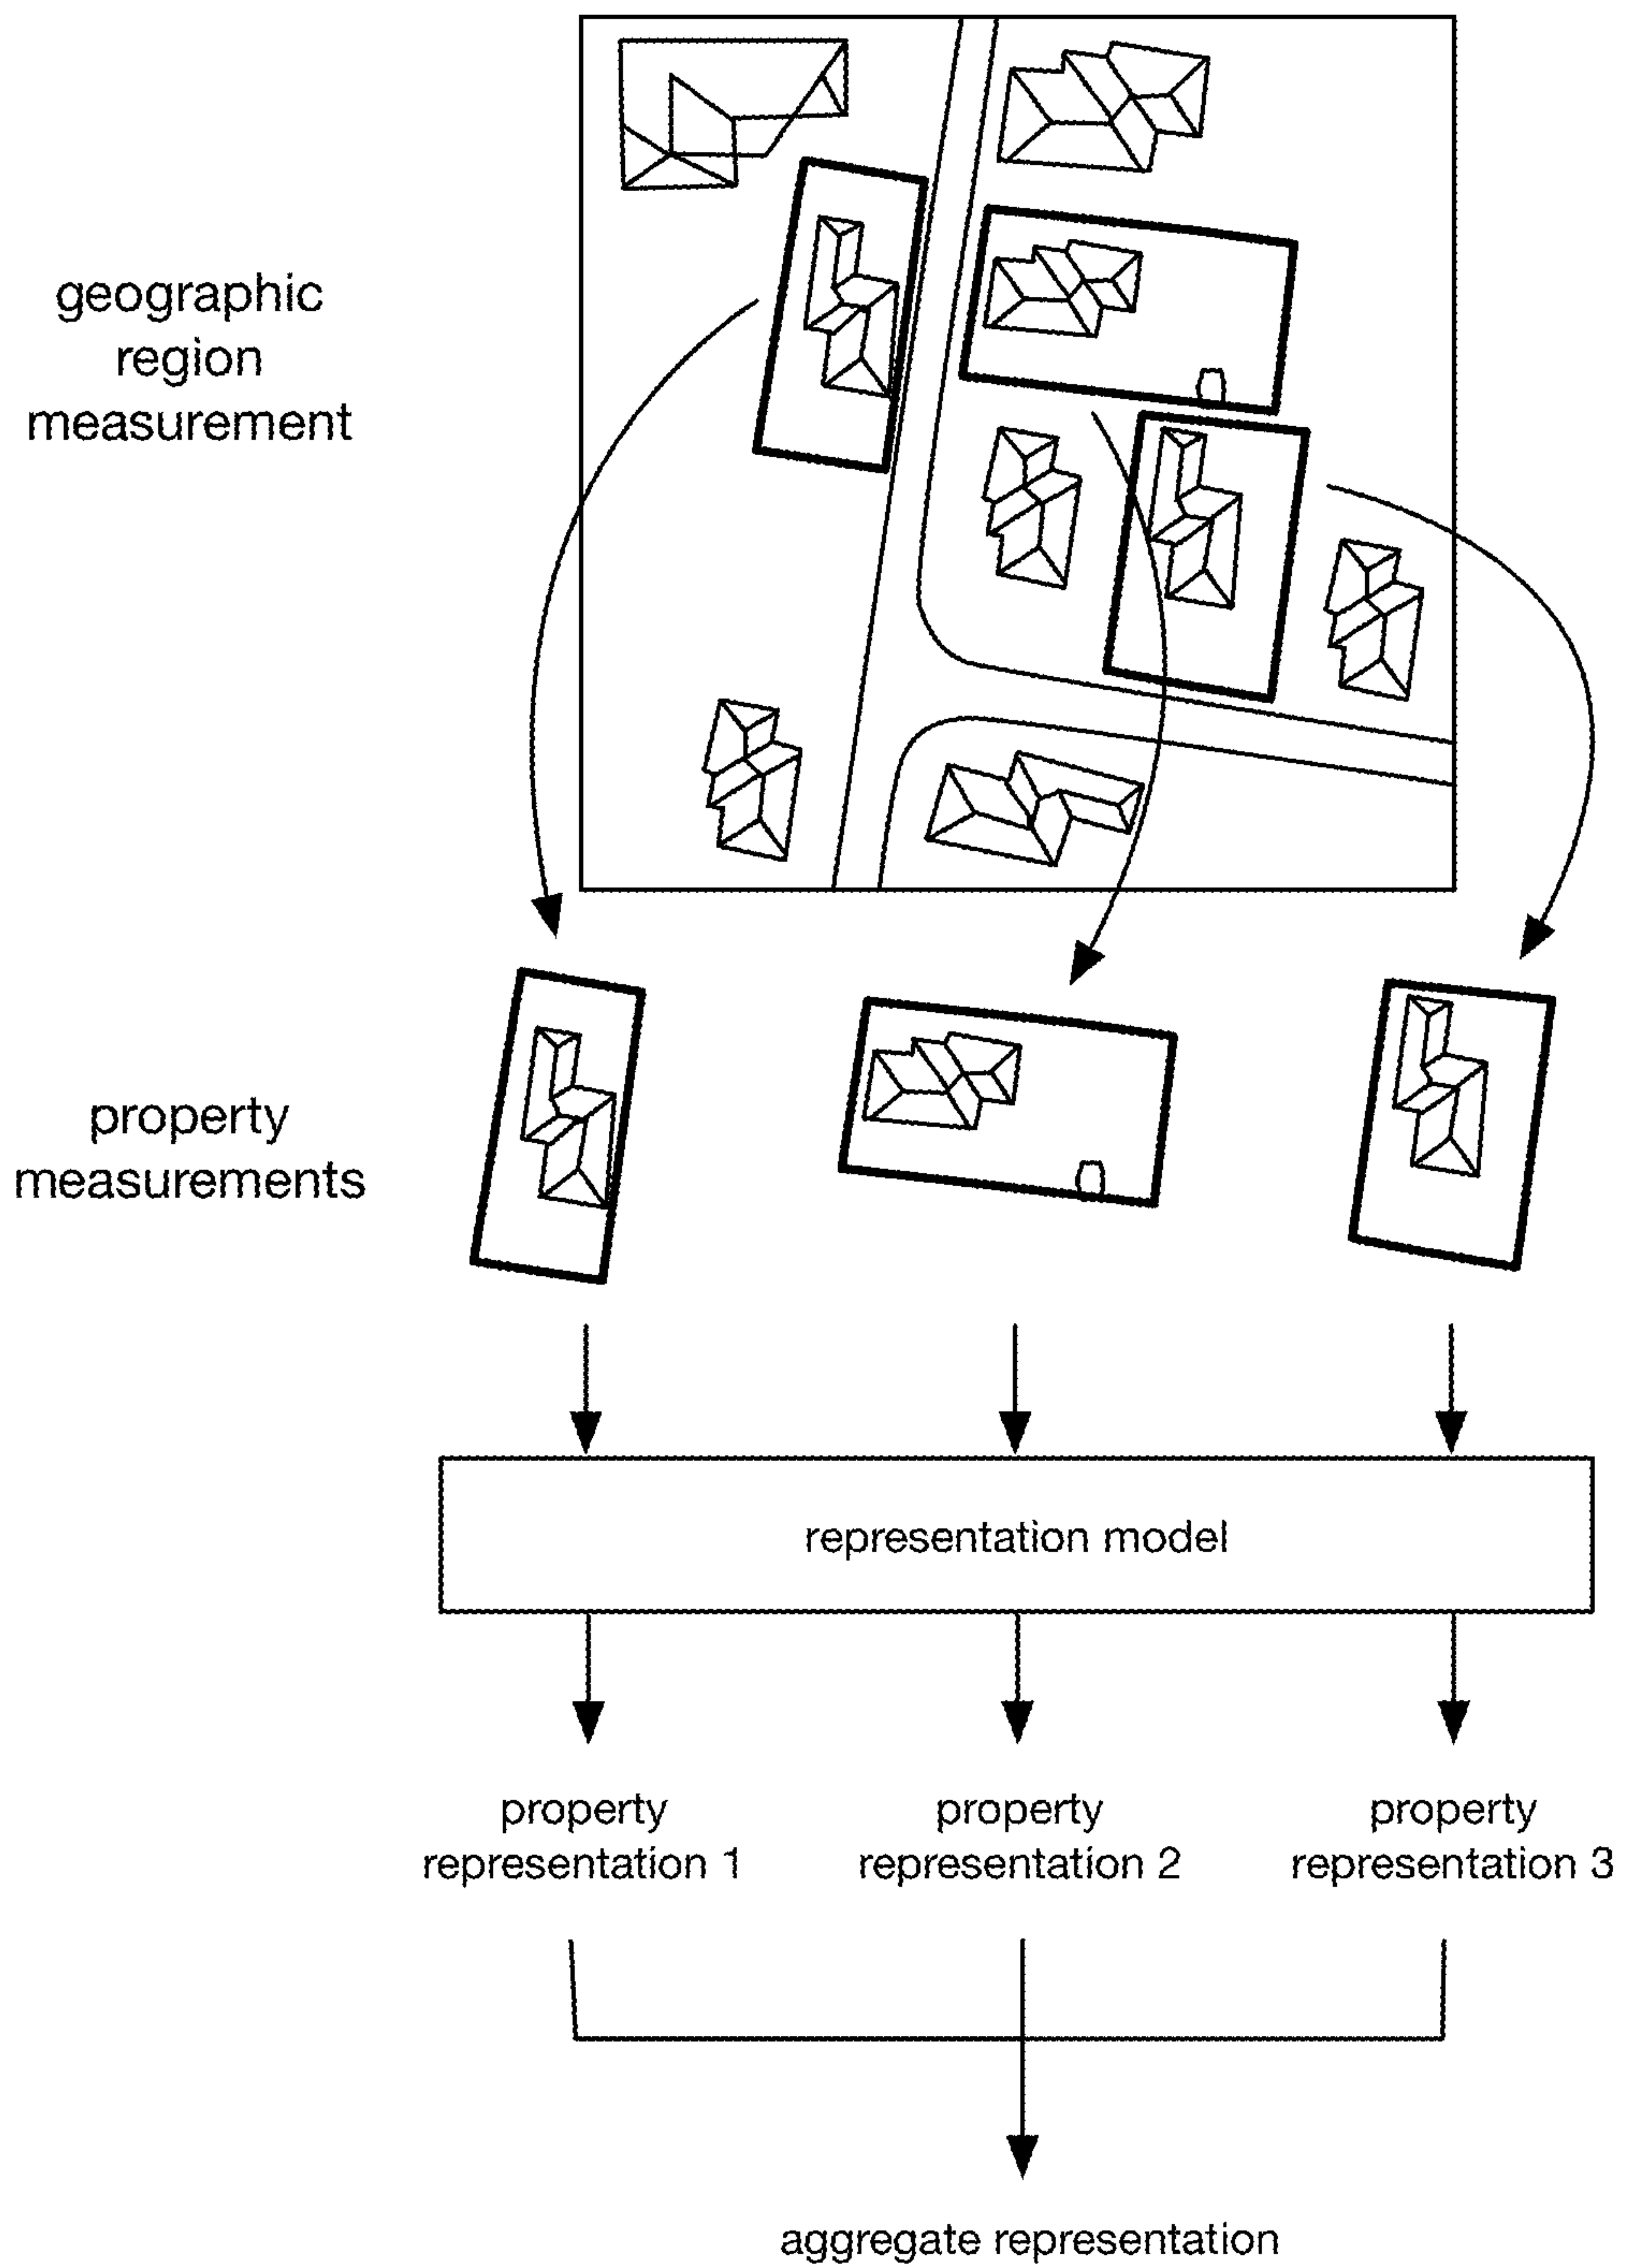 geographic
region
measurement
property
measurements
representation model
property
representation 1
property
representation 2
property
representation 3
aggregate representation